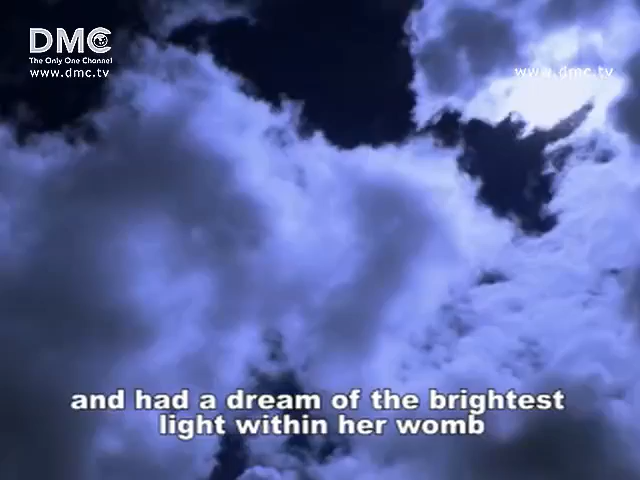 DMC
The Only One Channel
www.dmc.tv
www.dmc.tv
and had a dream of the brightest
light within her womb